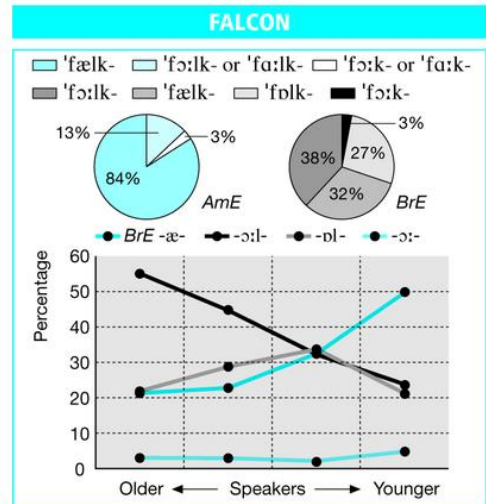 FALCON
ˈfælk- ˈfɔːlk- or ˈfɑːlk- ˈfɔːk- or ˈfɑːk-
ˈfɔːlk- ˈfælk- ˈfɒlk- ˈfɔːk-
13% 3% 84% AmE
3% 38% 27% 32% BrE
BrE -æ- -ɔːl- -ɒl- -ɔː-
Percentage
60
50
40
30
20
10
0
Older ← Speakers → Younger